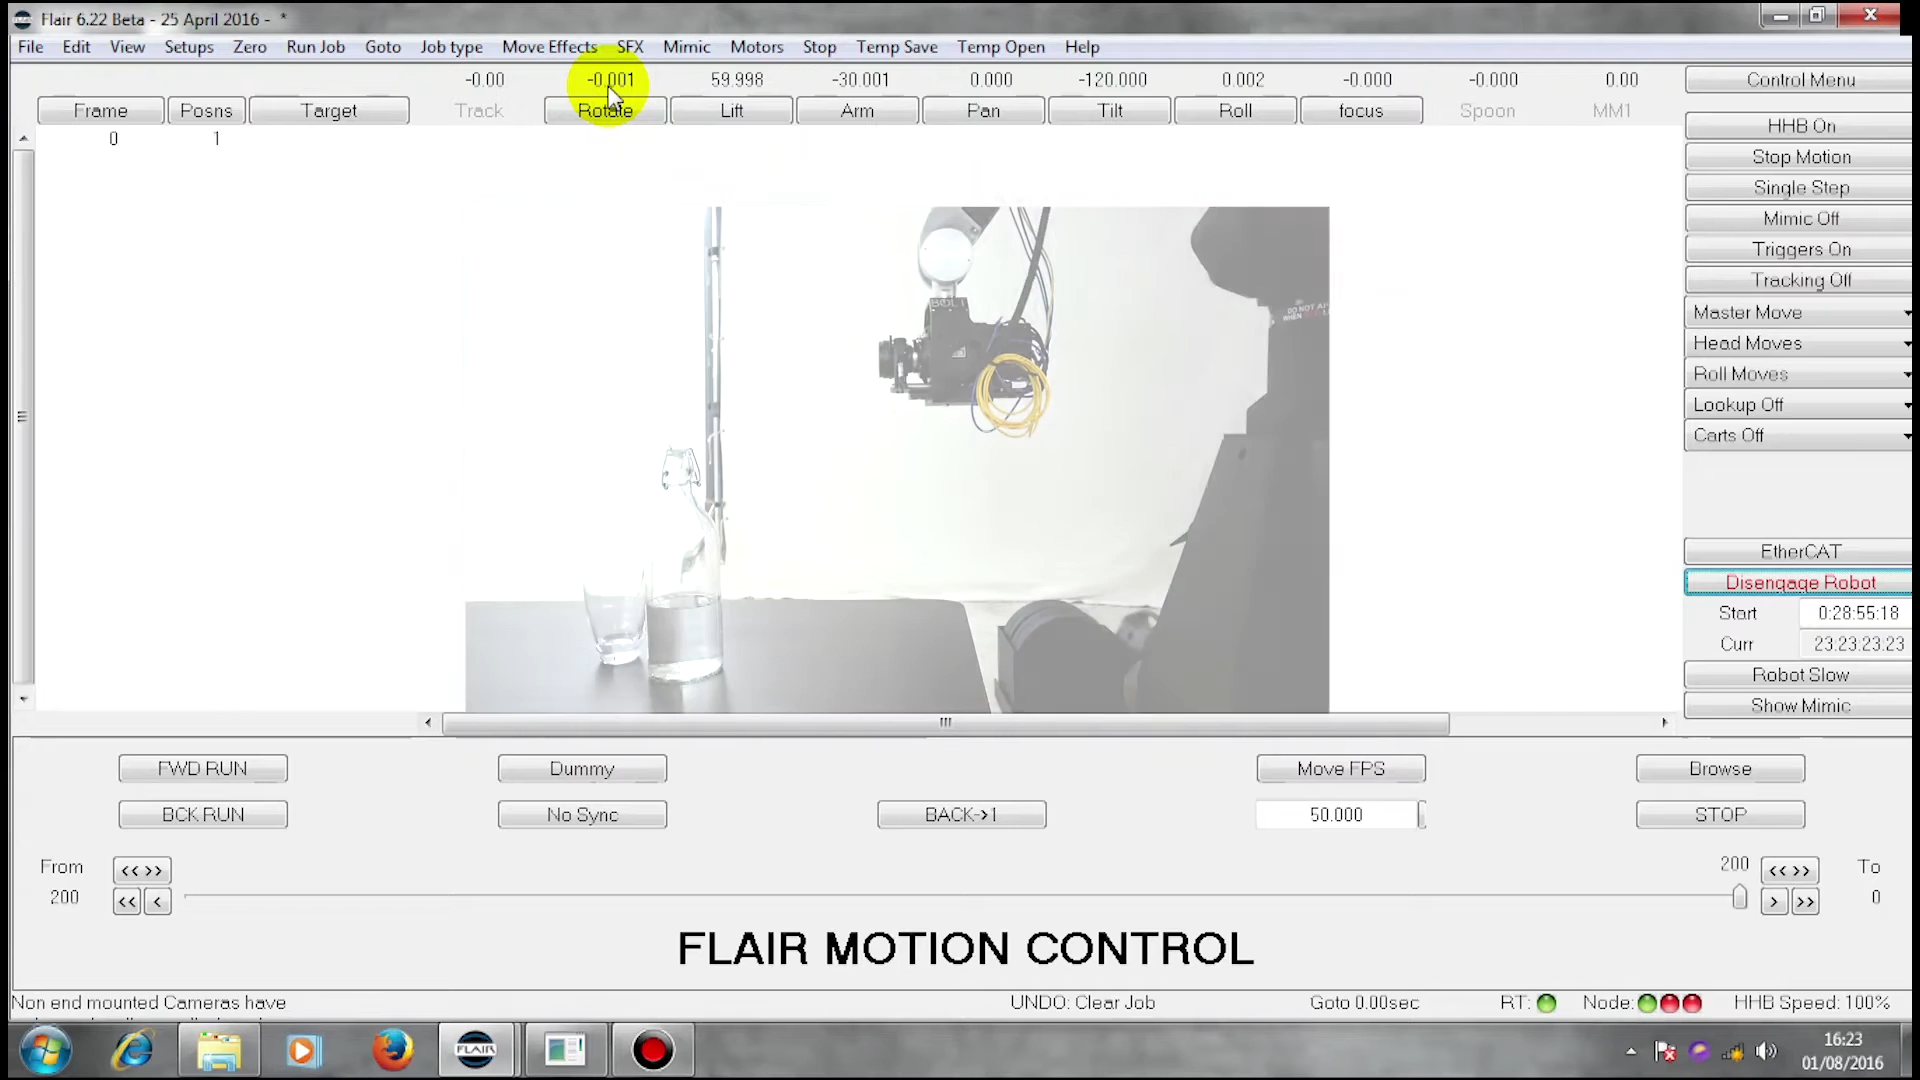 Flair 6.22 Beta - 25 April 2016 - *
File Edit View Setups Zero Run Job Goto Job type Move Effects SFX Mimic Motors Stop Temp Save Temp Open Help
-0.00 -0.001 59.998 -30.001 0.000 -120.000 0.002 -0.000 -0.000 0.00
Frame Posns Target Track Rotate Lift Arm Pan Tilt Roll focus Spoon MM1
0 1
Control Menu
HHB On
Stop Motion
Single Step
Mimic Off
Triggers On
Tracking Off
Master Move
Head Moves
Roll Moves
Lookup Off
Carts Off
BOLT
DO NOT
WHEN
EtherCAT
Disengage Robot
Start 0:28:55:18
Curr 23:23:23:23
Robot Slow
Show Mimic
FWD RUN Dummy Move FPS Browse
BCK RUN No Sync BACK->1 50.000 STOP
From << >> 200 << >> To
200 << < > >> 0
FLAIR MOTION CONTROL
Non end mounted Cameras have UNDO: Clear Job Goto 0.00sec RT: Node: HHB Speed: 100%
FLAIR
16:23
01/08/2016